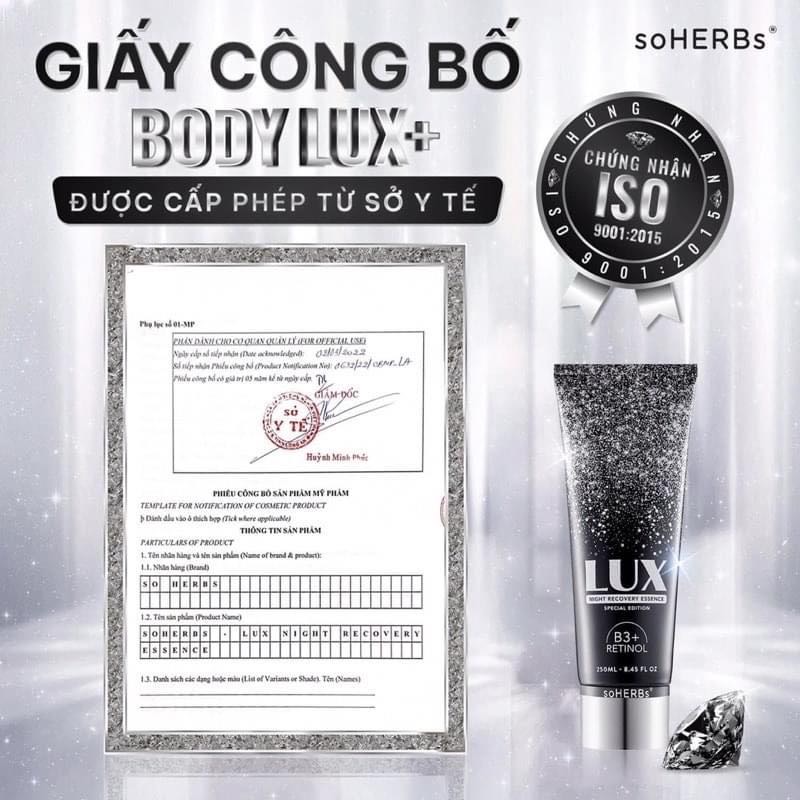 soHERBs®
GIẤY CÔNG BỐ
BODY LUX+
ĐƯỢC CẤP PHÉP TỪ SỞ Y TẾ
CHỨNG NHẬN
ISO 9001:2015
CHỨNG NHẬN
ISO
9001:2015
Phụ lục số 01-MP
PHẦN DÀNH CHO CƠ QUAN QUẢN LÝ (FOR OFFICIAL USE)
Ngày cấp số tiếp nhận (Date acknowledged):
Số tiếp nhận Phiếu công bố (Product Notification No):
Phiếu công bố có giá trị 05 năm kể từ ngày cấp.
GIÁM ĐỐC
SỞ
Y TẾ
Huỳnh Minh Phúc
PHIẾU CÔNG BỐ SẢN PHẨM MỸ PHẨM
TEMPLATE FOR NOTIFICATION OF COSMETIC PRODUCT
þ Đánh dấu vào ô thích hợp (Tick where applicable)
THÔNG TIN SẢN PHẨM
PARTICULARS OF PRODUCT
1. Tên nhãn hàng và tên sản phẩm (Name of brand & product):
1.1. Nhãn hàng (Brand)
SO HERBS
1.2. Tên sản phẩm (Product Name)
SOHERBS - LUX NIGHT RECOVERY
ESSENCE
1.3. Danh sách các dạng hoặc màu (List of Variants or Shade). Tên (Names)
LUX
NIGHT RECOVERY ESSENCE
SPECIAL EDITION
B3+
RETINOL
250ML - 8.45 FL OZ
soHERBs®